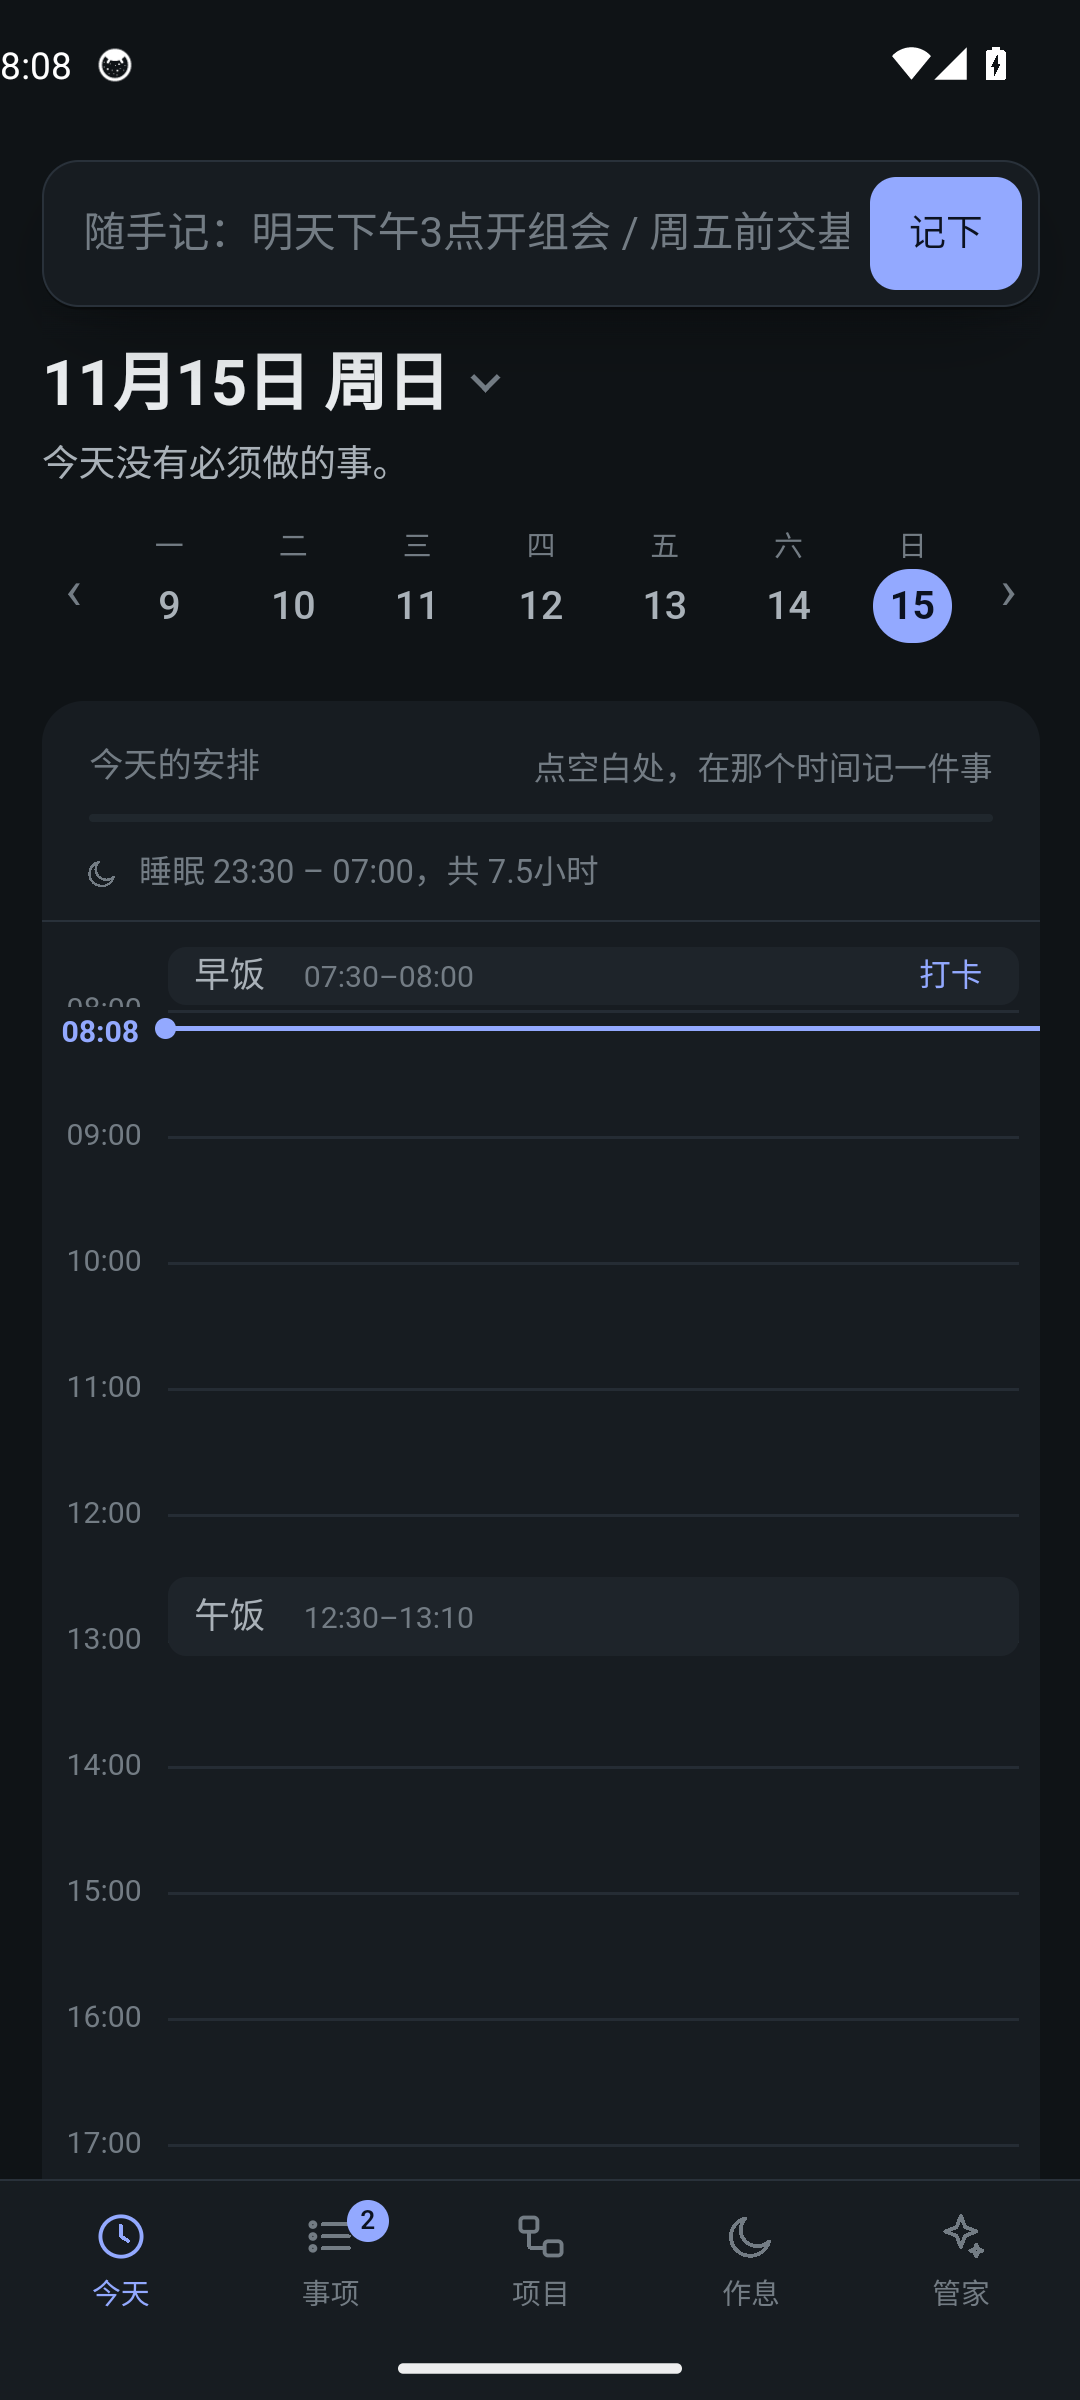 8:08
随手记：明天下午3点开组会 / 周五前交基
记下
11月15日 周日
今天没有必须做的事。
一 二 三 四 五 六 日
‹ 9 10 11 12 13 14 15 ›
今天的安排
点空白处，在那个时间记一件事
睡眠 23:30 – 07:00，共 7.5小时
早饭 07:30–08:00 打卡
08:00
08:08
09:00
10:00
11:00
12:00
午饭 12:30–13:10
13:00
14:00
15:00
16:00
17:00
2
今天 事项 项目 作息 管家